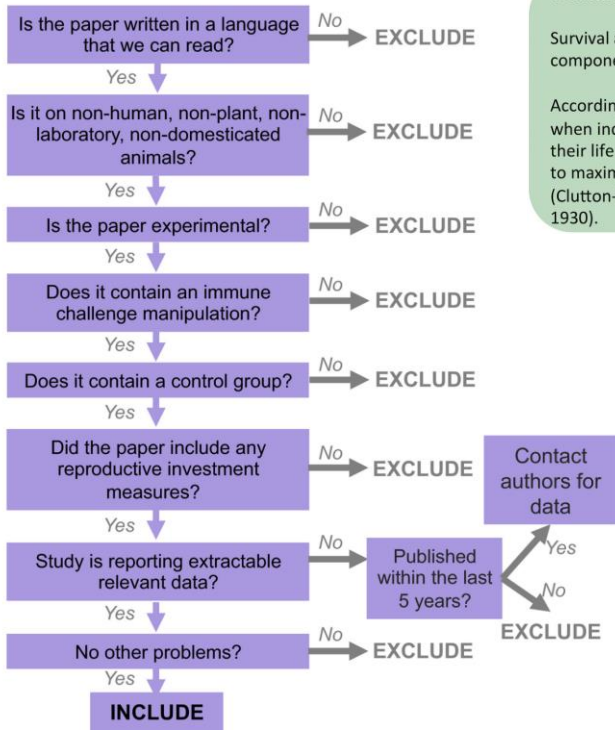 Is the paper written in a language
that we can read?
No
EXCLUDE
Yes
Is it on non-human, non-plant, non-
laboratory, non-domesticated
animals?
No
EXCLUDE
Yes
Is the paper experimental?
No
EXCLUDE
Yes
Does it contain an immune
challenge manipulation?
No
EXCLUDE
Yes
Does it contain a control group?
No
EXCLUDE
Yes
Did the paper include any
reproductive investment
measures?
No
EXCLUDE
Yes
Study is reporting extractable
relevant data?
No
Published
within the last
5 years?
Yes
Contact
authors for
data
No
EXCLUDE
Yes
No other problems?
No
EXCLUDE
Yes
INCLUDE
Survival
compone
Accordin
when inc
their life
to maxin
(Clutton-
1930).